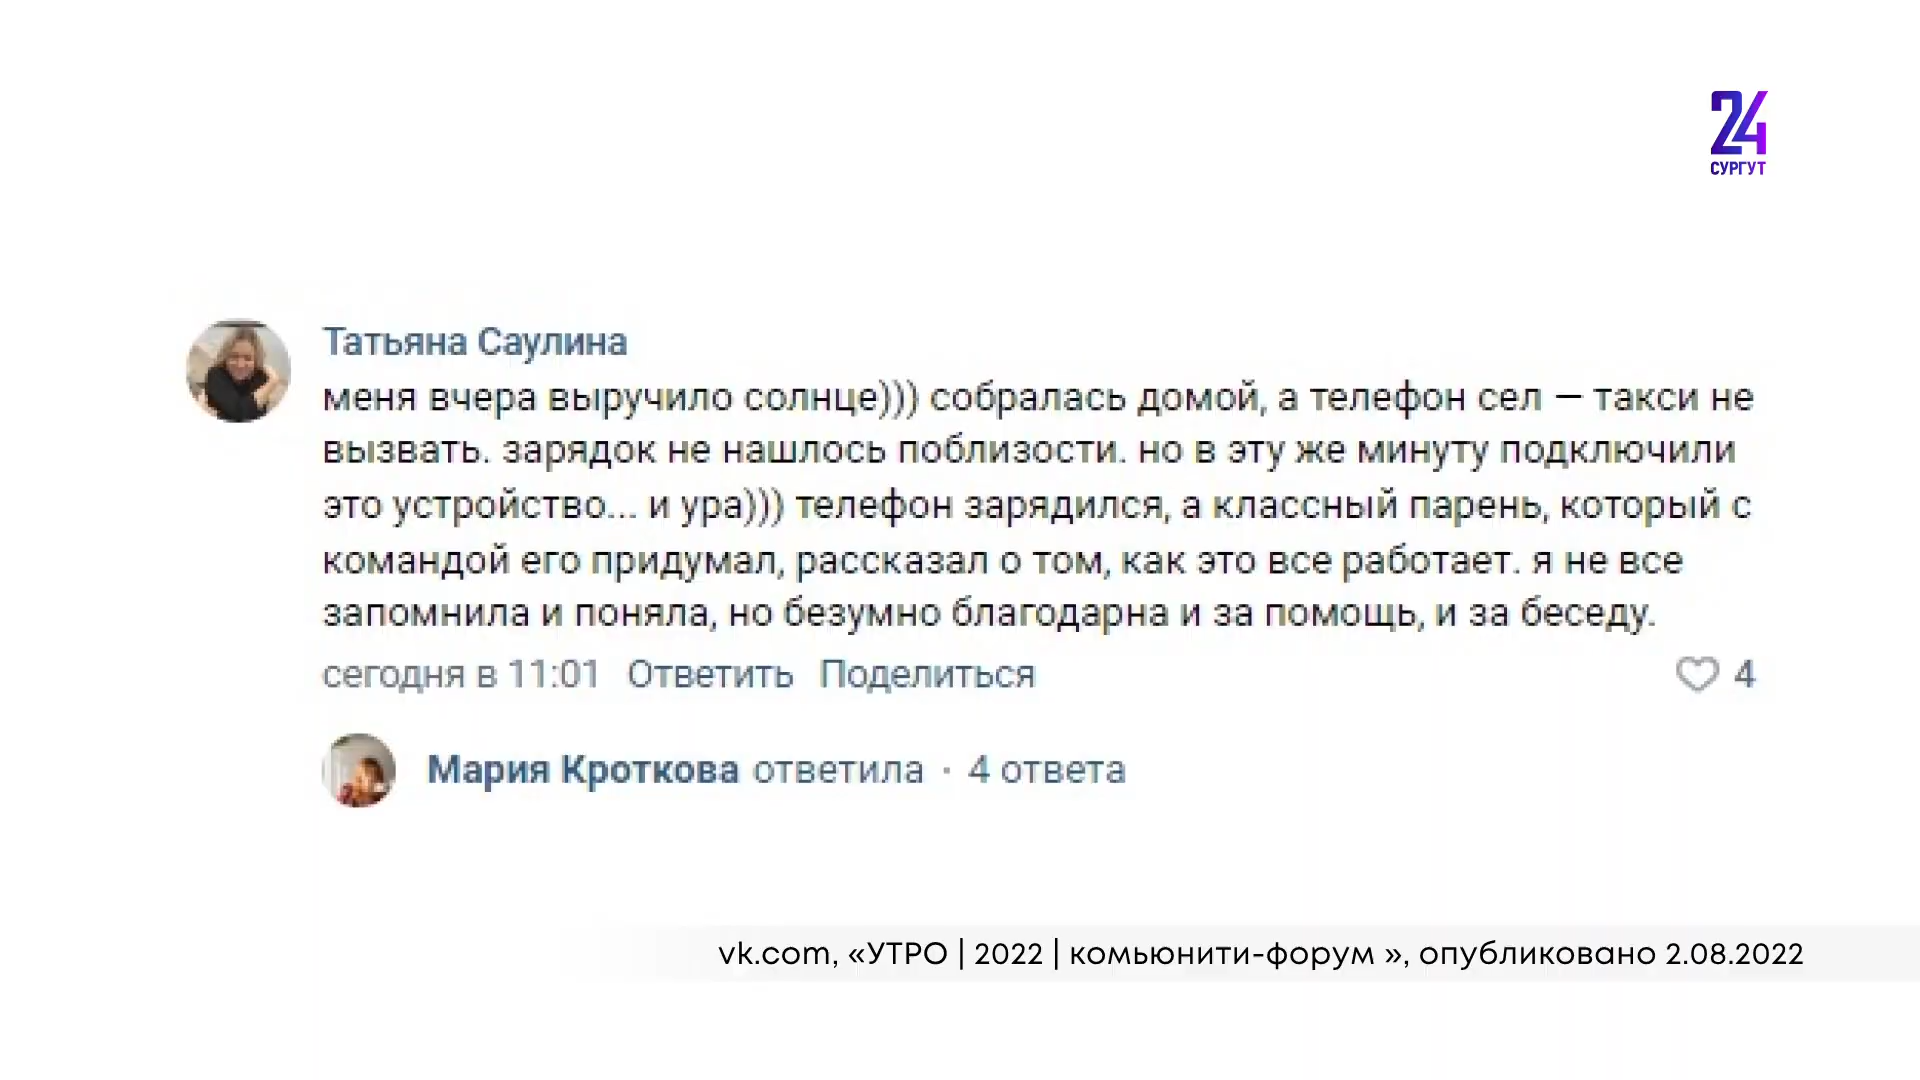 24
СУРГУТ
Татьяна Саулина
меня вчера выручило солнце))) собралась домой, а телефон сел — такси не
вызвать. зарядок не нашлось поблизости. но в эту же минуту подключили
это устройство... и ура))) телефон зарядился, а классный парень, который с
командой его придумал, рассказал о том, как это все работает. я не все
запомнила и поняла, но безумно благодарна и за помощь, и за беседу.
сегодня в 11:01 Ответить Поделиться 4
Мария Кроткова ответила · 4 ответа
vk.com, «УТРО | 2022 | комьюнити-форум », опубликовано 2.08.2022